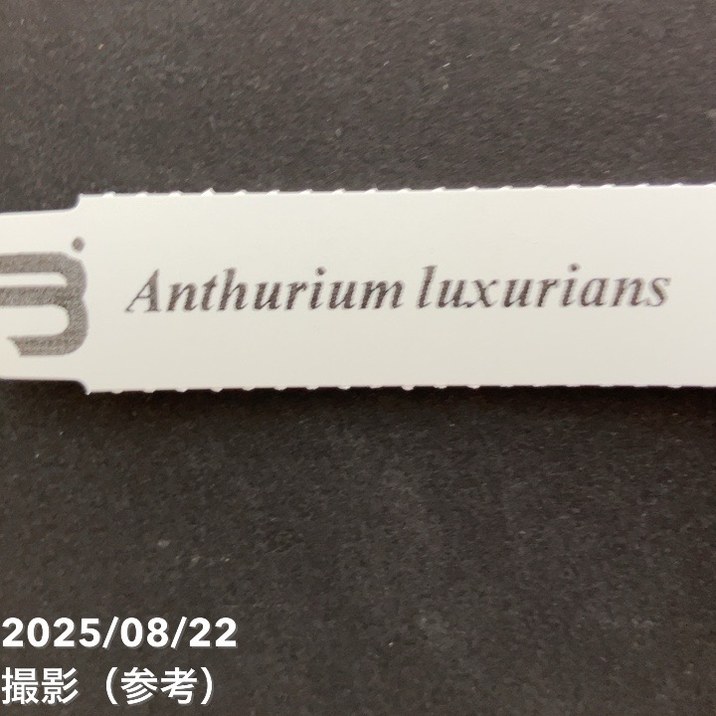 Anthurium luxurians
2025/08/22
撮影（参考）